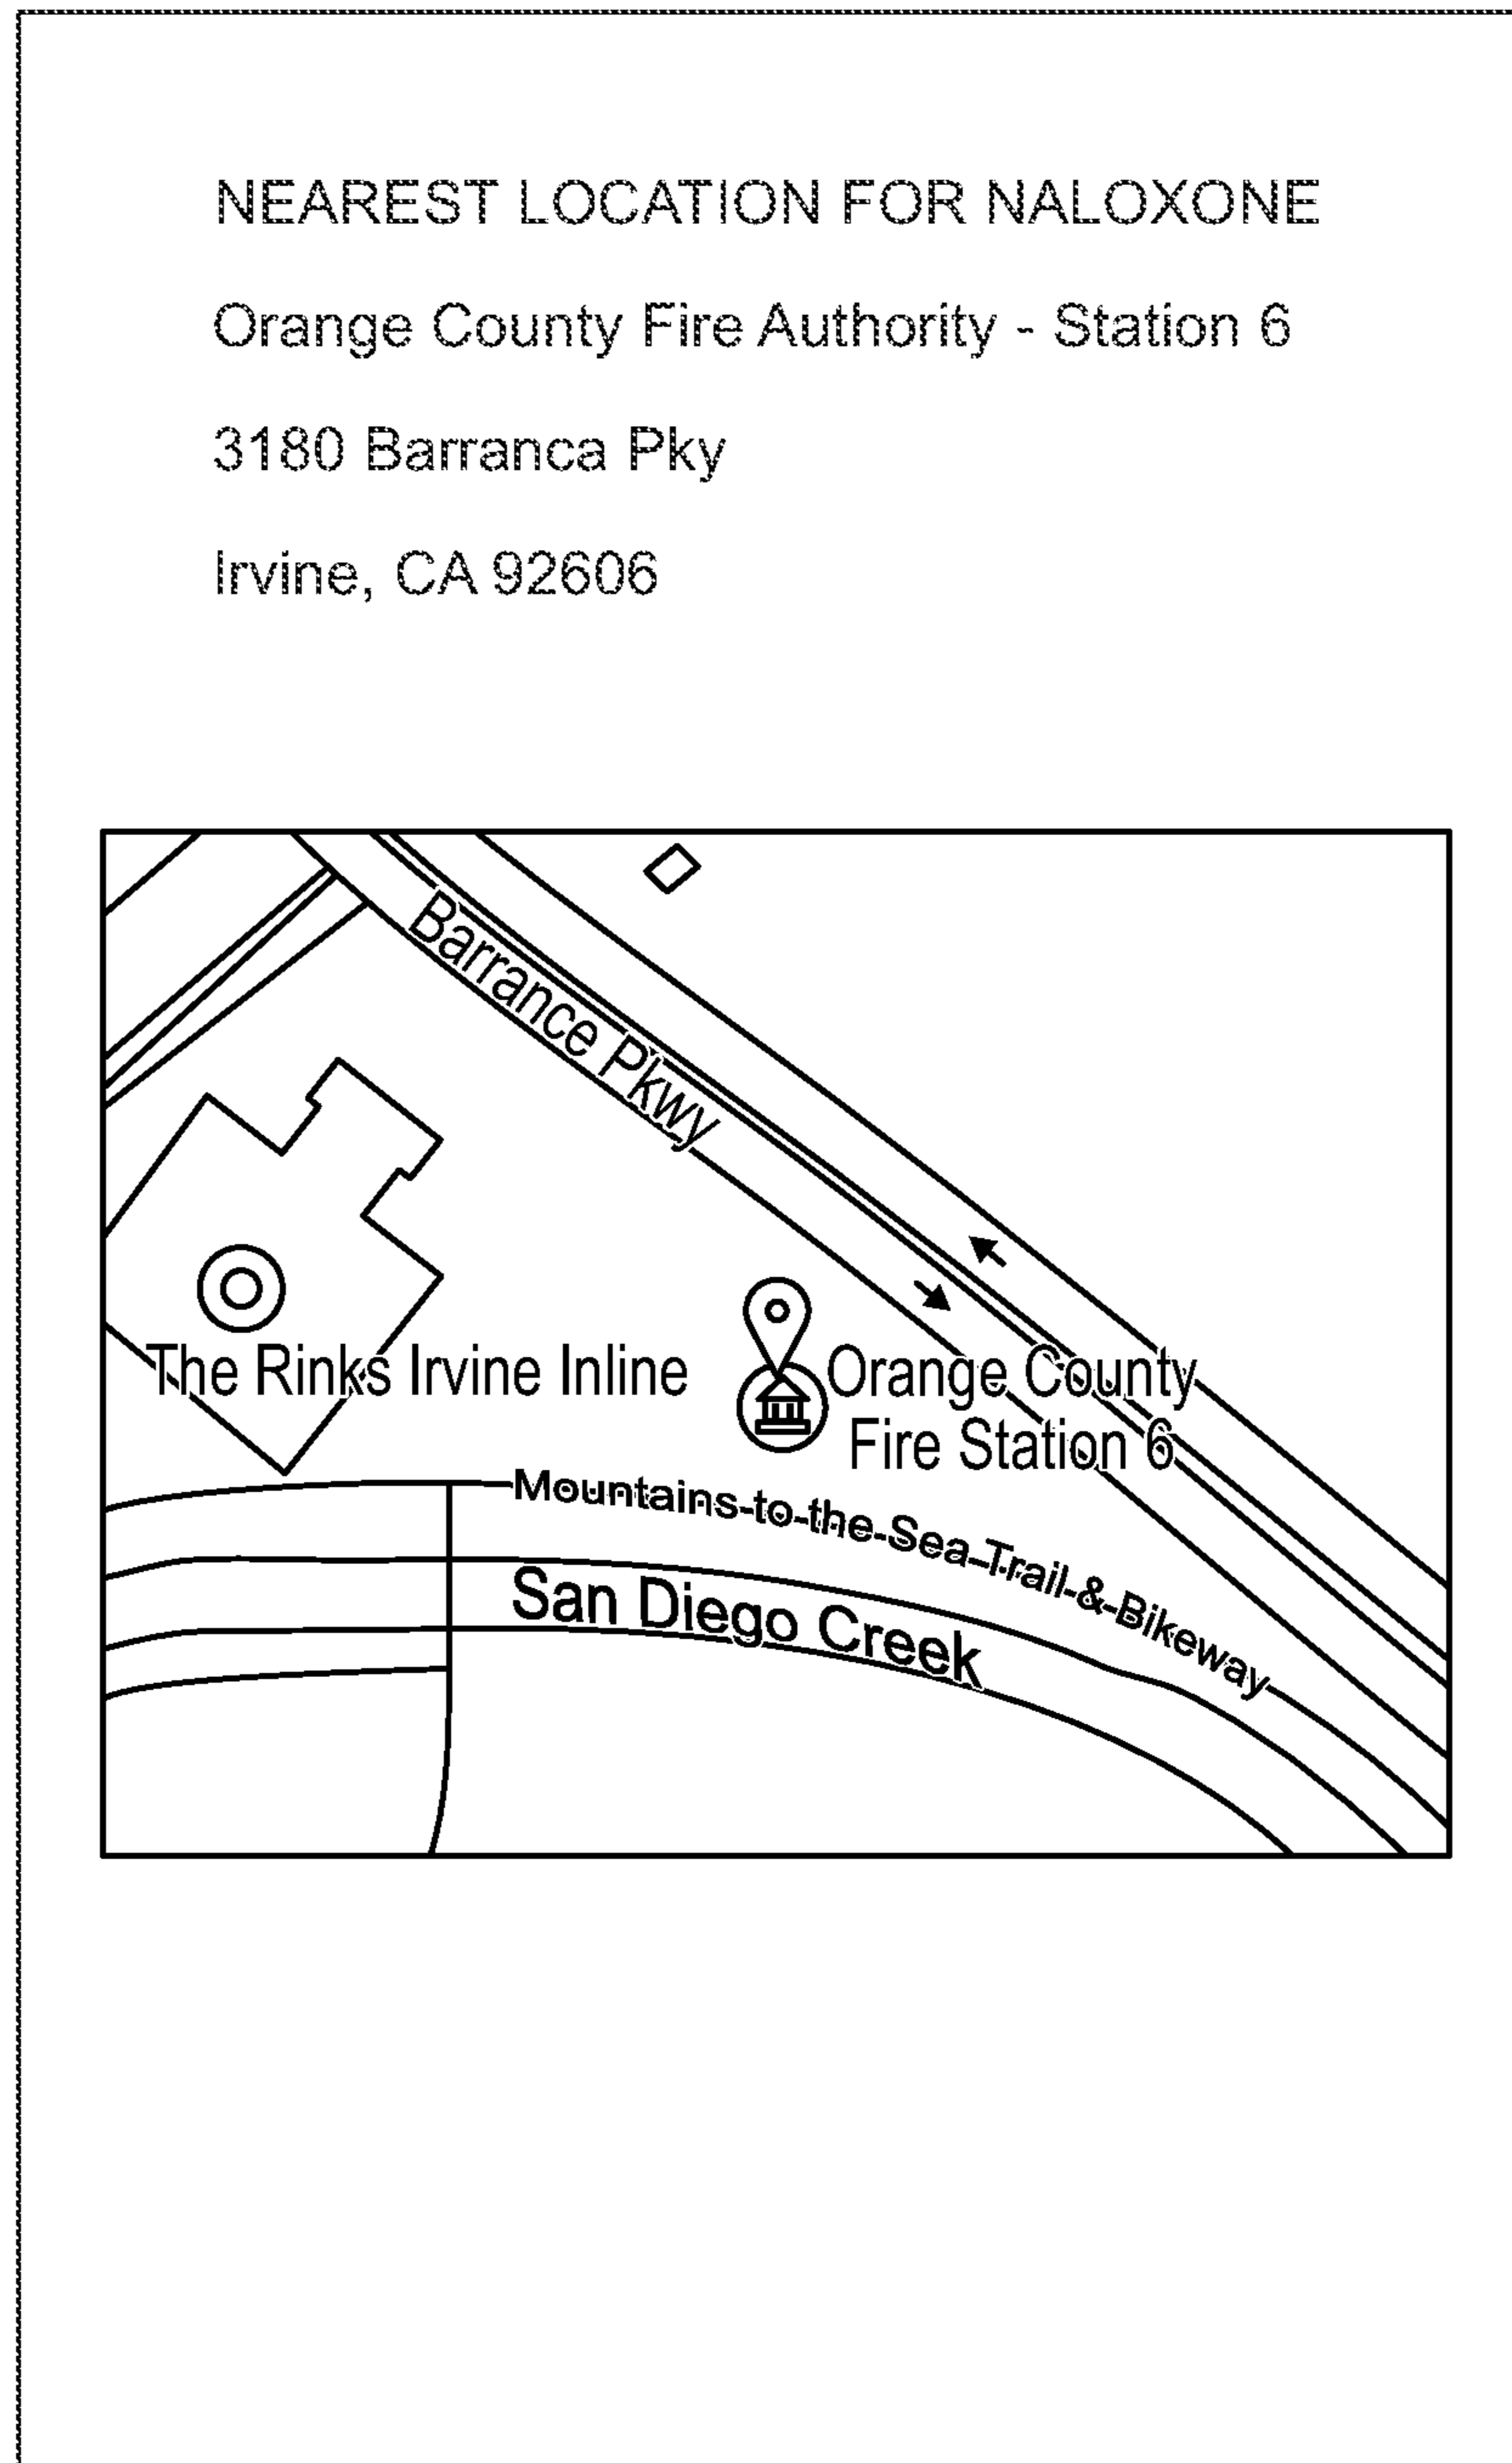 NEAREST LOCATION FOR NALOXONE
Orange County Fire Authority - Station 6
3180 Barranca Pky
Irvine, CA 92606
Barrance Pkwy
The Rinks Irvine Inline
Orange County
Fire Station 6
Mountains-to-the-Sea-Trail-&-Bikeway
San Diego Creek